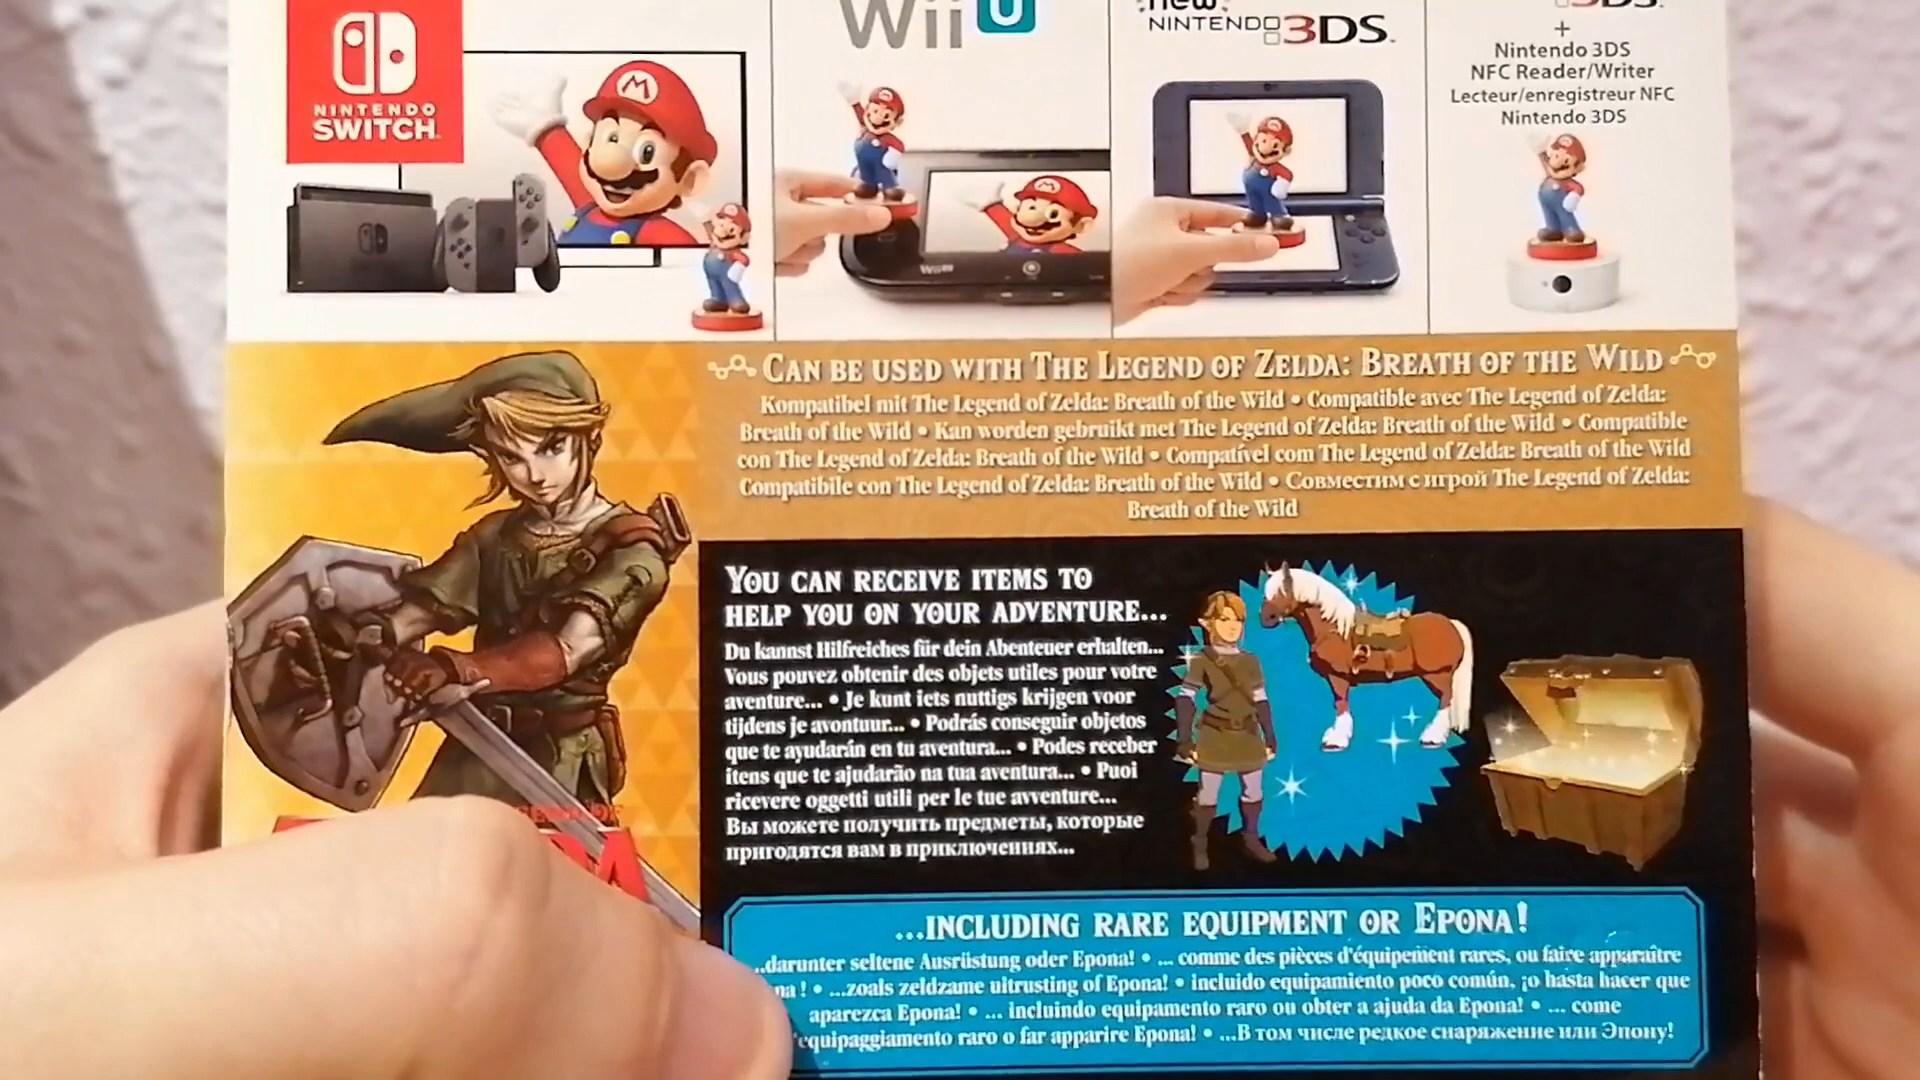 NINTENDO
SWITCH
Wii U
new
NINTENDO 3DS
3DS
+
Nintendo 3DS
NFC Reader/Writer
Lecteur/enregistreur NFC
Nintendo 3DS
Wii U
CAN BE USED WITH THE LEGEND OF ZELDA: BREATH OF THE WILD
Kompatibel mit The Legend of Zelda: Breath of the Wild • Compatible avec The Legend of Zelda:
Breath of the Wild • Kan worden gebruikt met The Legend of Zelda: Breath of the Wild • Compatible
con The Legend of Zelda: Breath of the Wild • Compatível com The Legend of Zelda: Breath of the Wild
Compatibile con The Legend of Zelda: Breath of the Wild • Совместим с игрой The Legend of Zelda:
Breath of the Wild
YOU CAN RECEIVE ITEMS TO
HELP YOU ON YOUR ADVENTURE...
Du kannst Hilfreiches für dein Abenteuer erhalten...
Vous pouvez obtenir des objets utiles pour votre
aventure... • Je kunt iets nuttigs krijgen voor
tijdens je avontuur... • Podrás conseguir objetos
que te ayudarán en tu aventura... • Podes receber
itens que te ajudarão na tua aventura... • Puoi
ricevere oggetti utili per le tue avventure...
Вы можете получить предметы, которые
пригодятся вам в приключениях...
...INCLUDING RARE EQUIPMENT OR EPONA!
...darunter seltene Ausrüstung oder Epona! • ... comme des pièces d'équipement rares, ou faire apparaître
na ! • ...zoals zeldzame uitrusting of Epona! • incluido equipamiento poco común, ¡o hasta hacer que
aparezca Epona! • ... incluindo equipamento raro ou obter a ajuda da Epona! • ... come
equipaggiamento raro o far apparire Epona! • ...В том числе редкое снаряжение или Эпону!